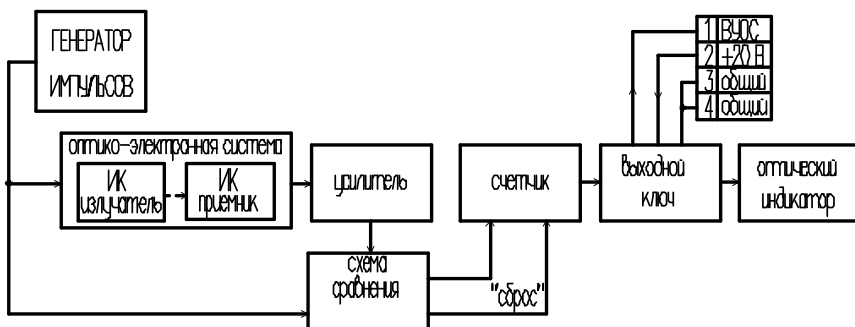 ГЕНЕРАТОР
ИМПУЛЬСОВ
1 ВУОС
2 +20 В
3 общий
4 общий
оптико-электранная система
ИК
излучатель
ИК
приемник
усилитель
счетчик
выходной
ключ
оптический
индикатор
схема
сравнения
"сброс"